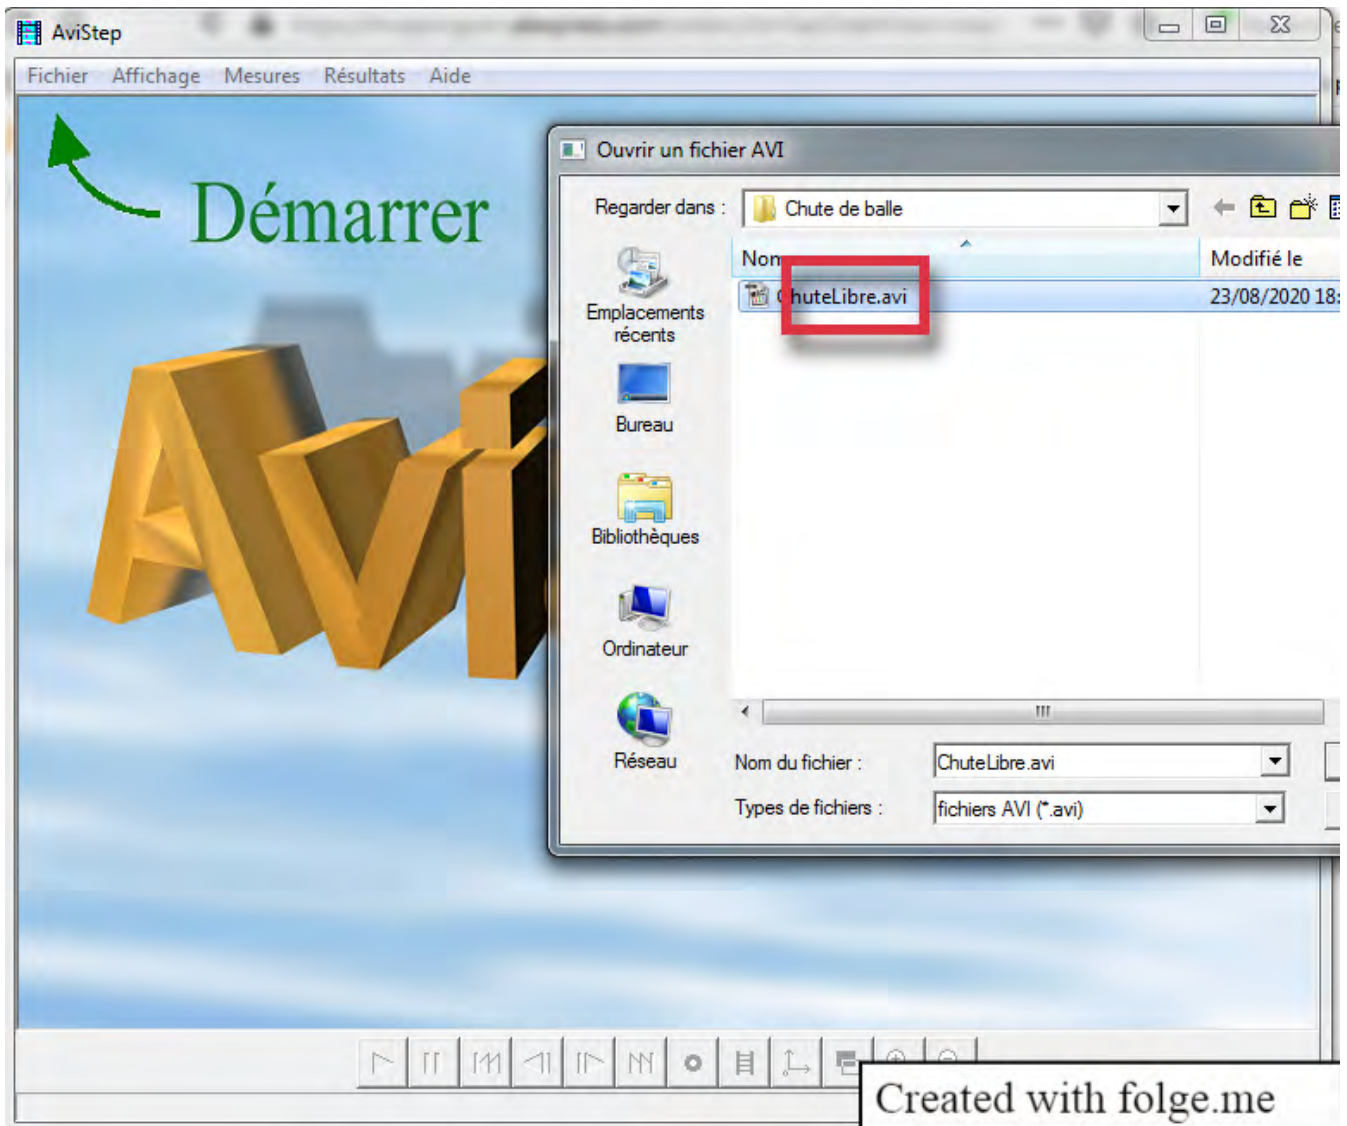 AviStep
Fichier Affichage Mesures Résultats Aide
Démarrer
Avi
Ouvrir un fichier AVI
Regarder dans : Chute de balle
Nom Modifié le
ChuteLibre.avi 23/08/2020 18:
Emplacements
récents
Bureau
Bibliothèques
Ordinateur
Réseau
Nom du fichier : ChuteLibre.avi
Types de fichiers : fichiers AVI (*.avi)
Created with folge.me